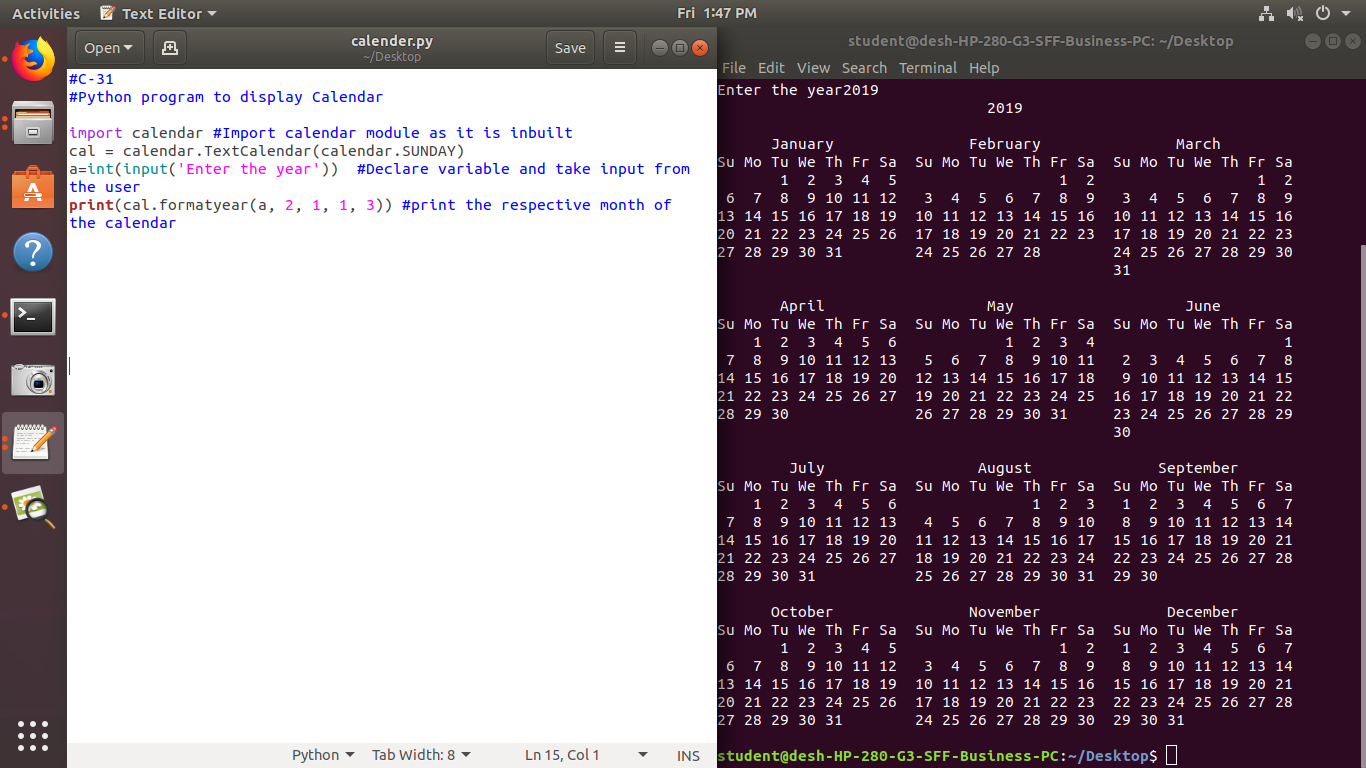 Activities Text Editor Fri 1:47 PM
Open calender.py Save
~/Desktop
#C-31
#Python program to display Calendar
import calendar #Import calendar module as it is inbuilt
cal = calendar.TextCalendar(calendar.SUNDAY)
a=int(input('Enter the year'))  #Declare variable and take input from
the user
print(cal.formatyear(a, 2, 1, 1, 3)) #print the respective month of
the calendar
Python Tab Width: 8 Ln 15, Col 1 INS
student@desh-HP-280-G3-SFF-Business-PC: ~/Desktop
File Edit View Search Terminal Help
Enter the year2019
                              2019
      January                February               March
Su Mo Tu We Th Fr Sa  Su Mo Tu We Th Fr Sa  Su Mo Tu We Th Fr Sa
       1  2  3  4  5                  1  2                  1  2
 6  7  8  9 10 11 12   3  4  5  6  7  8  9   3  4  5  6  7  8  9
13 14 15 16 17 18 19  10 11 12 13 14 15 16  10 11 12 13 14 15 16
20 21 22 23 24 25 26  17 18 19 20 21 22 23  17 18 19 20 21 22 23
27 28 29 30 31        24 25 26 27 28        24 25 26 27 28 29 30
                                            31
       April                  May                   June
Su Mo Tu We Th Fr Sa  Su Mo Tu We Th Fr Sa  Su Mo Tu We Th Fr Sa
    1  2  3  4  5  6            1  2  3  4                     1
 7  8  9 10 11 12 13   5  6  7  8  9 10 11   2  3  4  5  6  7  8
14 15 16 17 18 19 20  12 13 14 15 16 17 18   9 10 11 12 13 14 15
21 22 23 24 25 26 27  19 20 21 22 23 24 25  16 17 18 19 20 21 22
28 29 30              26 27 28 29 30 31     23 24 25 26 27 28 29
                                            30
        July                 August              September
Su Mo Tu We Th Fr Sa  Su Mo Tu We Th Fr Sa  Su Mo Tu We Th Fr Sa
    1  2  3  4  5  6               1  2  3   1  2  3  4  5  6  7
 7  8  9 10 11 12 13   4  5  6  7  8  9 10   8  9 10 11 12 13 14
14 15 16 17 18 19 20  11 12 13 14 15 16 17  15 16 17 18 19 20 21
21 22 23 24 25 26 27  18 19 20 21 22 23 24  22 23 24 25 26 27 28
28 29 30 31           25 26 27 28 29 30 31  29 30
      October               November              December
Su Mo Tu We Th Fr Sa  Su Mo Tu We Th Fr Sa  Su Mo Tu We Th Fr Sa
       1  2  3  4  5                  1  2   1  2  3  4  5  6  7
 6  7  8  9 10 11 12   3  4  5  6  7  8  9   8  9 10 11 12 13 14
13 14 15 16 17 18 19  10 11 12 13 14 15 16  15 16 17 18 19 20 21
20 21 22 23 24 25 26  17 18 19 20 21 22 23  22 23 24 25 26 27 28
27 28 29 30 31        24 25 26 27 28 29 30  29 30 31
student@desh-HP-280-G3-SFF-Business-PC:~/Desktop$